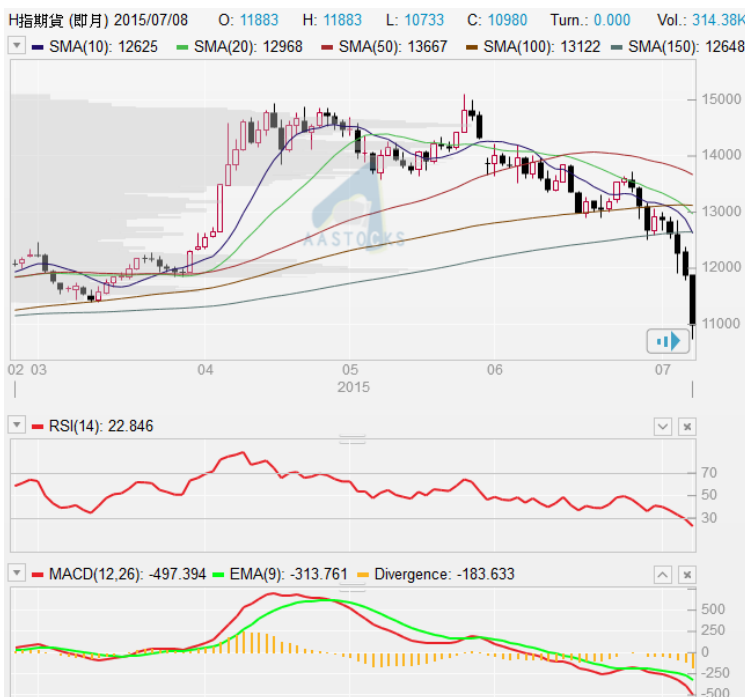 H指期貨 (即月) 2015/07/08 O: 11883 H: 11883 L: 10733 C: 10980 Turn.: 0.000 Vol.: 314.38K
SMA(10): 12625 SMA(20): 12968 SMA(50): 13667 SMA(100): 13122 SMA(150): 12648
15000
14000
13000
AASTOCKS
12000
11000
02 03 04 05 06 07
2015
RSI(14): 22.846
70
50
30
MACD(12,26): -497.394 EMA(9): -313.761 Divergence: -183.633
500
250
0
-250
-500